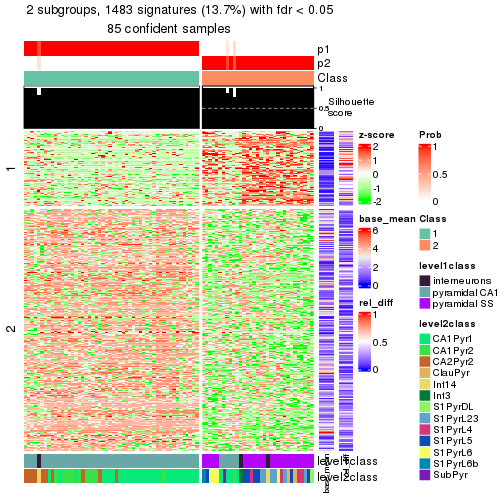 2 subgroups, 1483 signatures (13.7%) with fdr < 0.05
85 confident samples
p1
p2
Class
1
0.5
0
Silhouette
score
1
2
z-score
2
1
0
-1
-2
Prob
1
0.5
0
base_mean
6
4
2
0
Class
1
2
rel_diff
1
0.5
0
level1class
interneurons
pyramidal CA1
pyramidal SS
level2class
CA1Pyr1
CA1Pyr2
CA2Pyr2
ClauPyr
Int14
Int3
S1PyrDL
S1PyrL23
S1PyrL4
S1PyrL5
S1PyrL6
S1PyrL6b
SubPyr
level1class
level2class
base_mean
rel_diff